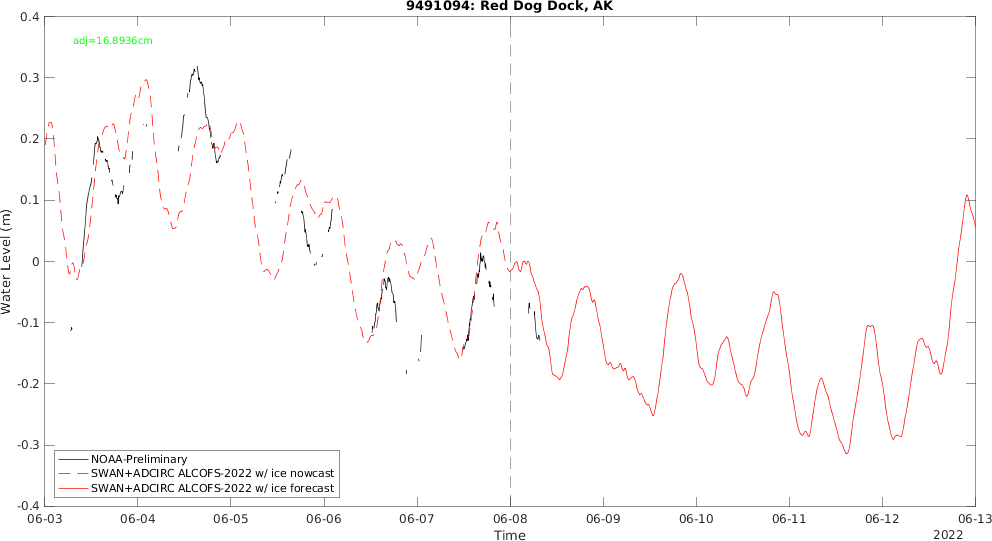 9491094: Red Dog Dock, AK
adj=16.8936cm
Water Level (m)
0.4
0.3
0.2
0.1
0
-0.1
-0.2
-0.3
-0.4
NOAA-Preliminary
SWAN+ADCIRC ALCOFS-2022 w/ ice nowcast
SWAN+ADCIRC ALCOFS-2022 w/ ice forecast
06-03 06-04 06-05 06-06 06-07 06-08 06-09 06-10 06-11 06-12 06-13
Time
2022